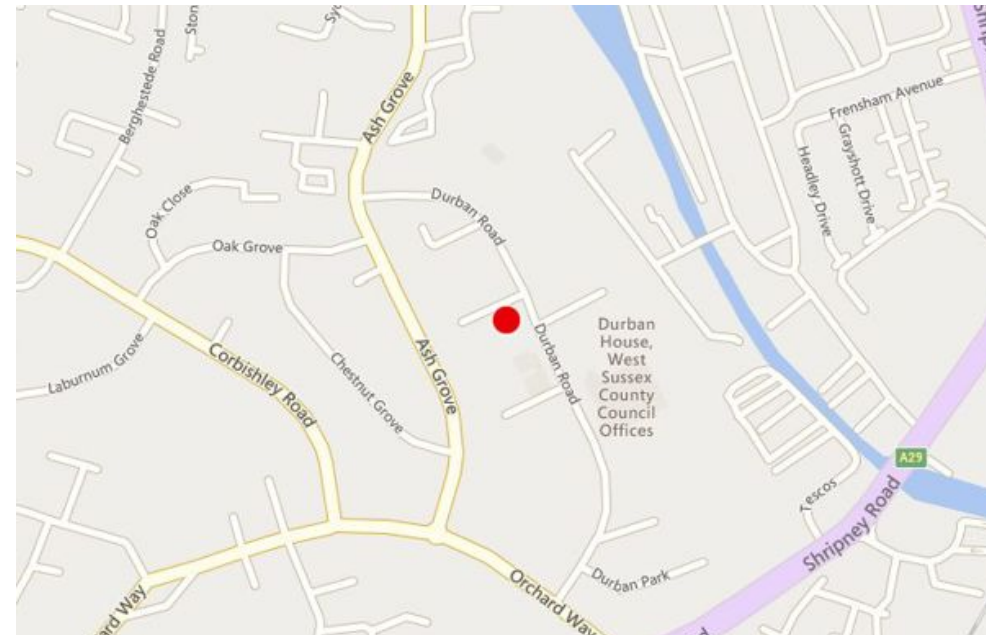 Berghestede Road
Ash Grove
Frensham Avenue
Grayshott Drive
Headley Drive
Oak Close
Durban Road
Oak Grove
Durban
House,
West
Sussex
County
Council
Offices
Durban Road
Ash Grove
Corbishley Road
Chestnut Grove
Laburnum Grove
A29
Tescos
Shripney Road
Durban Park
Orchard Way